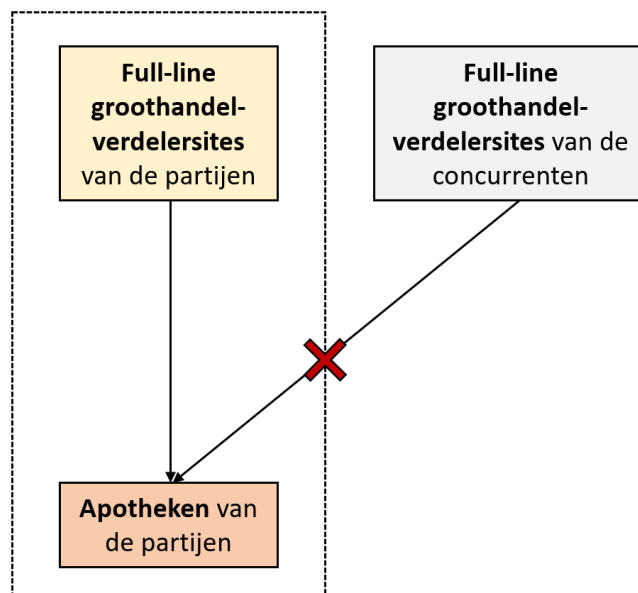 Full-line
groothandel-
verdelersites
van de partijen
Full-line
groothandel-
verdelersites van de
concurrenten
Apotheken van
de partijen